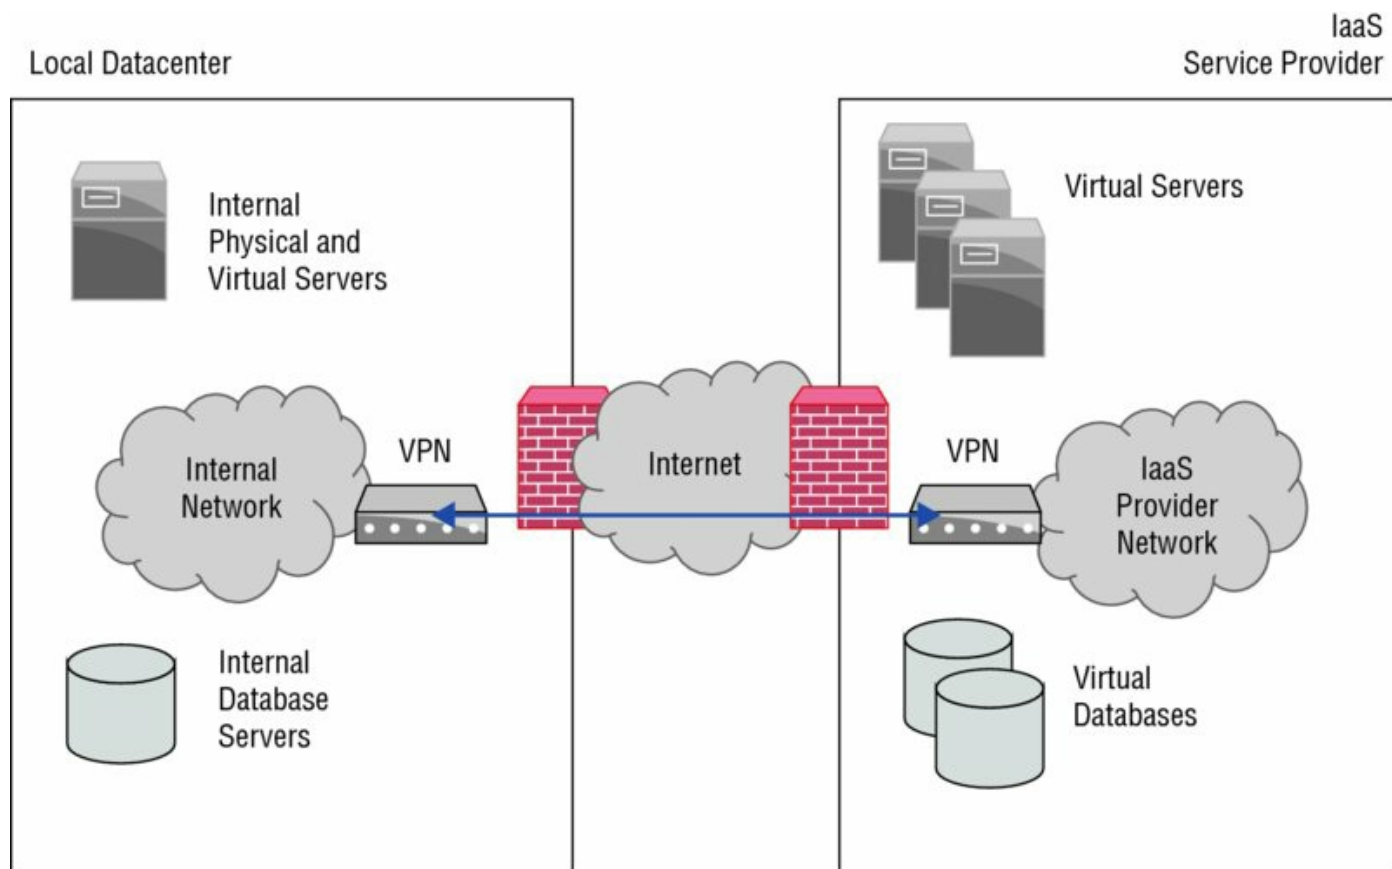 Local Datacenter
IaaS
Service Provider
Internal
Physical and
Virtual Servers
Virtual Servers
Internal
Network
VPN
Internet
VPN
IaaS
Provider
Network
Internal
Database
Servers
Virtual
Databases